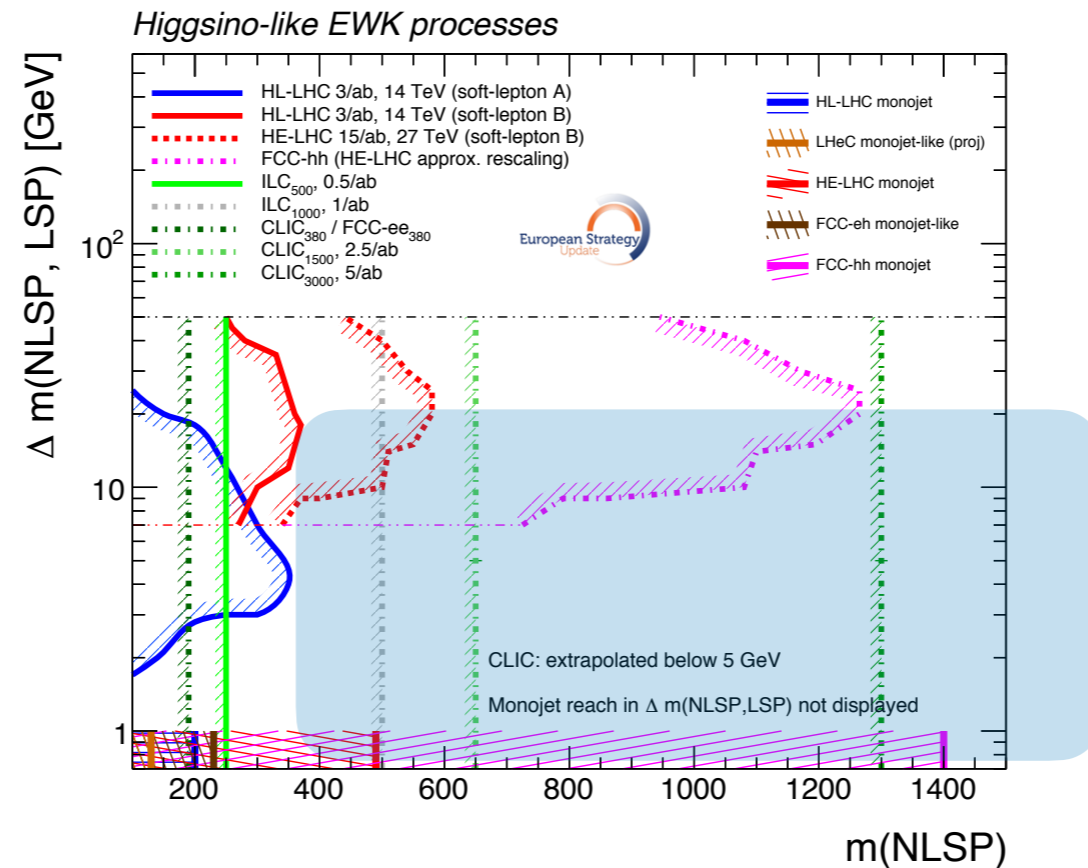 Higgsino-like EWK processes
Δ m(NLSP, LSP) [GeV]
HL-LHC 3/ab, 14 TeV (soft-lepton A)
HL-LHC 3/ab, 14 TeV (soft-lepton B)
HE-LHC 15/ab, 27 TeV (soft-lepton B)
FCC-hh (HE-LHC approx. rescaling)
ILC500, 0.5/ab
ILC1000, 1/ab
CLIC380 / FCC-ee380
CLIC1500, 2.5/ab
CLIC3000, 5/ab
HL-LHC monojet
LHeC monojet-like (proj)
HE-LHC monojet
FCC-eh monojet-like
FCC-hh monojet
European Strategy
Update
10²
10
1
CLIC: extrapolated below 5 GeV
Monojet reach in Δ m(NLSP,LSP) not displayed
200 400 600 800 1000 1200 1400
m(NLSP)